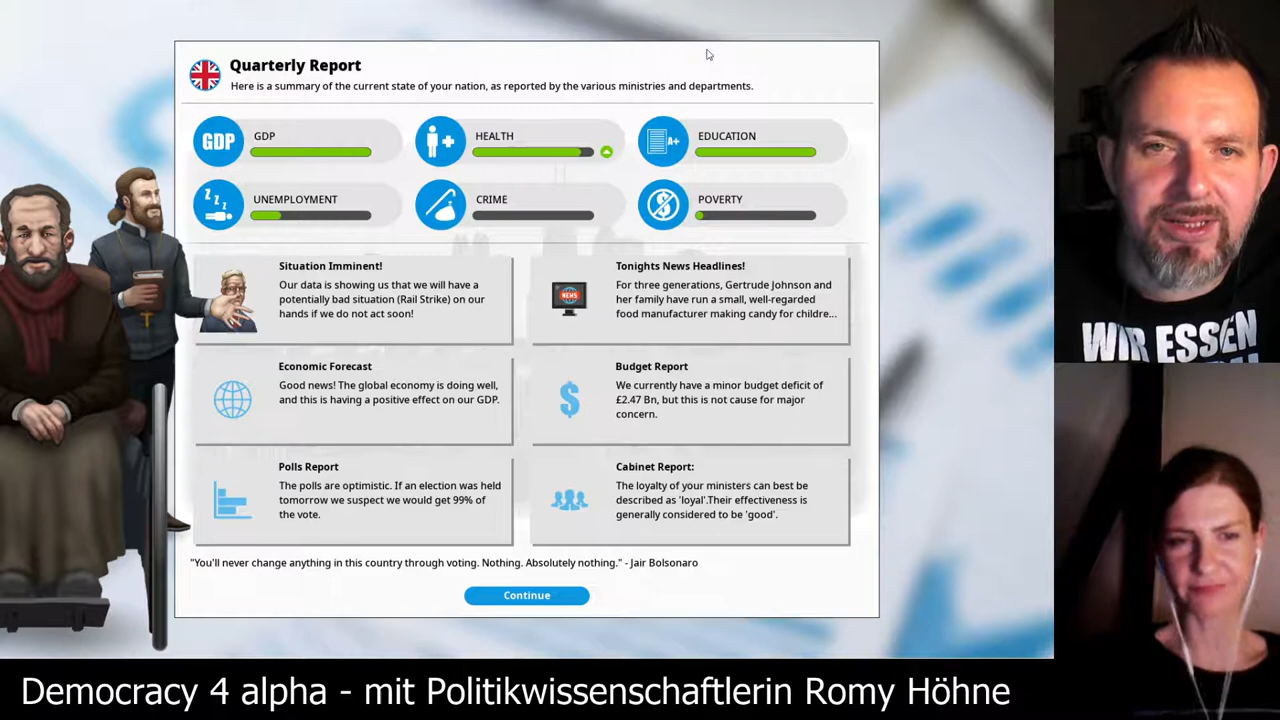 Quarterly Report
Here is a summary of the current state of your nation, as reported by the various ministries and departments.
GDP
GDP
HEALTH
A+
EDUCATION
Z Z Z
UNEMPLOYMENT
CRIME
POVERTY
Situation Imminent!
Our data is showing us that we will have a
potentially bad situation (Rail Strike) on our
hands if we do not act soon!
NEWS
Tonights News Headlines!
For three generations, Gertrude Johnson and
her family have run a small, well-regarded
food manufacturer making candy for childre...
Economic Forecast
Good news! The global economy is doing well,
and this is having a positive effect on our GDP.
$
Budget Report
We currently have a minor budget deficit of
£2.47 Bn, but this is not cause for major
concern.
Polls Report
The polls are optimistic. If an election was held
tomorrow we suspect we would get 99% of
the vote.
Cabinet Report:
The loyalty of your ministers can best be
described as 'loyal'.Their effectiveness is
generally considered to be 'good'.
"You'll never change anything in this country through voting. Nothing. Absolutely nothing." - Jair Bolsonaro
Continue
WIR ESSEN
Democracy 4 alpha - mit Politikwissenschaftlerin Romy Höhne